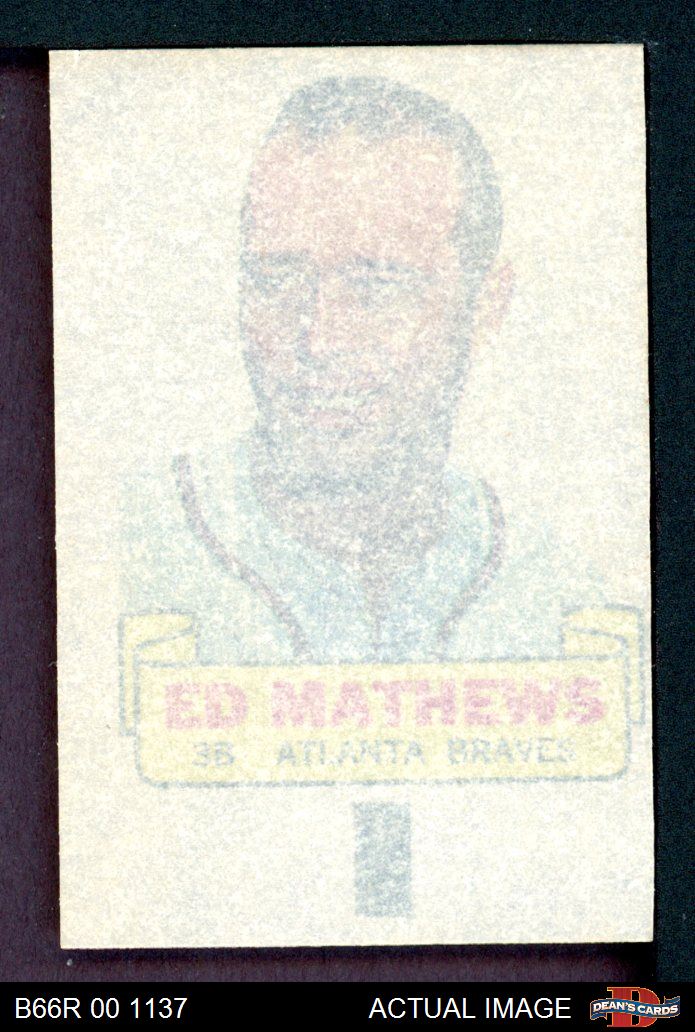 ED MATHEWS
3B ATLANTA BRAVES
B66R 00 1137 ACTUAL IMAGE
D
DEAN'S CARDS